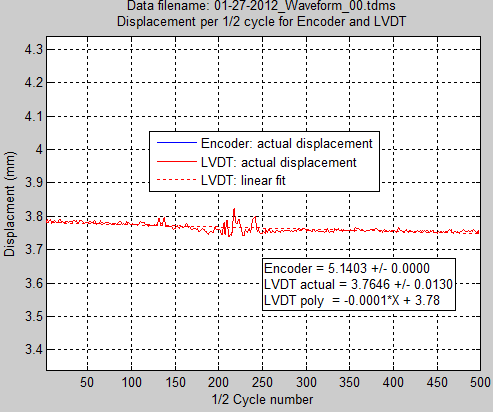 Data filename: 01-27-2012_Waveform_00.tdms
Displacement per 1/2 cycle for Encoder and LVDT
4.3
4.2
4.1
4
3.9
3.8
3.7
3.6
3.5
3.4
Displacment (mm)
Encoder: actual displacement
LVDT: actual displacement
LVDT: linear fit
Encoder = 5.1403 +/- 0.0000
LVDT actual = 3.7646 +/- 0.0130
LVDT poly = -0.0001*X + 3.78
50 100 150 200 250 300 350 400 450 500
1/2 Cycle number